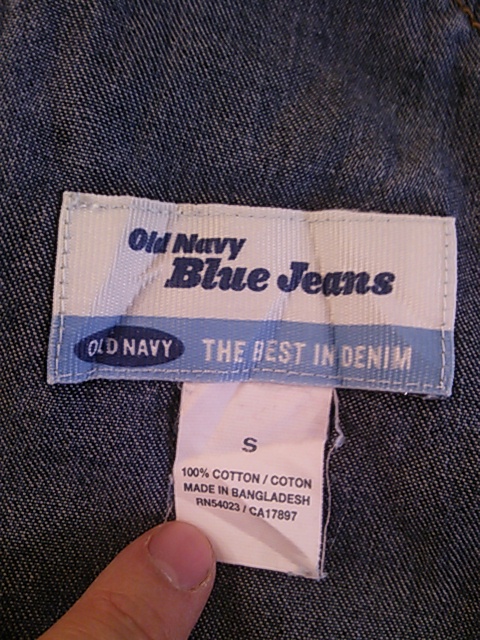 Old Navy
Blue Jeans
OLD NAVY THE BEST IN DENIM
S
100% COTTON / COTON
MADE IN BANGLADESH
RN54023 / CA17897